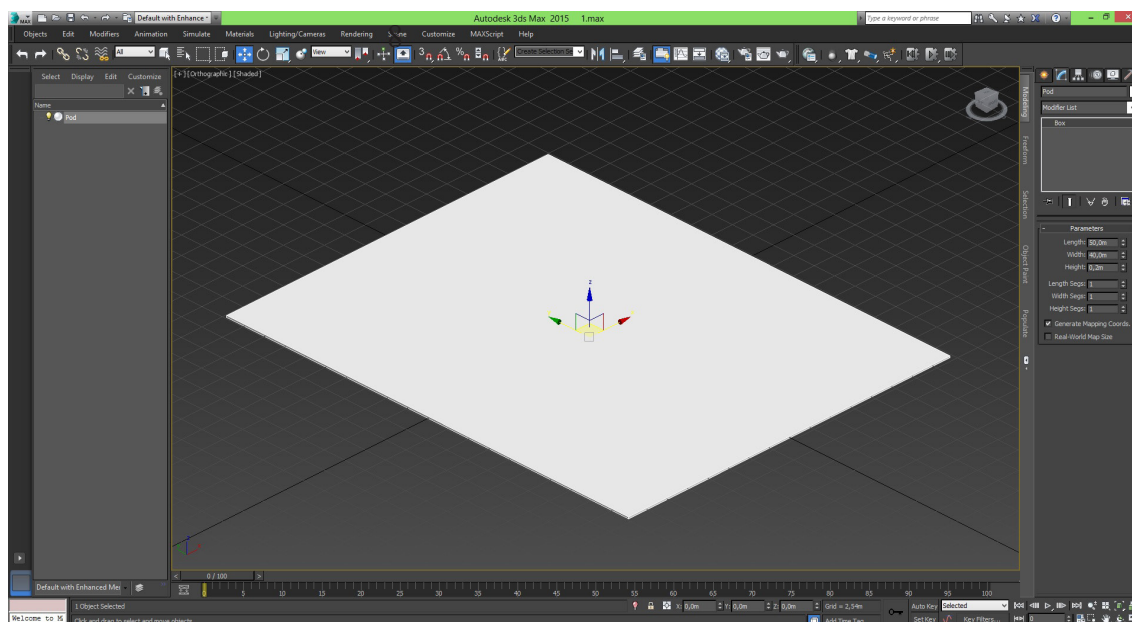 MAX
Default with Enhance
Autodesk 3ds Max 2015 1.max
Type a keyword or phrase
Objects Edit Modifiers Animation Simulate Materials Lighting/Cameras Rendering Customize MAXScript Help
All View 3 Create Selection Se
Select Display Edit Customize
Name
Pod
[+][Orthographic][Shaded]
z
Modeling
Freeform
Selection
Object Paint
Populate
Pod
Modifier List
Box
- Parameters
Length: 50,0m
Width: 40,0m
Height: 0,2m
Length Segs: 1
Width Segs: 1
Height Segs: 1
Generate Mapping Coords.
Real-World Map Size
z
< 0 / 100 >
Default with Enhanced Me
0 5 10 15 20 25 30 35 40 45 50 55 60 65 70 75 80 85 90 95 100
1 Object Selected X: 0,0m Y: 0,0m Z: 0,0m Grid = 2,54m Auto Key Selected
Welcome to M Click and drag to select and move objects Add Time Tag Set Key Key Filters... 0